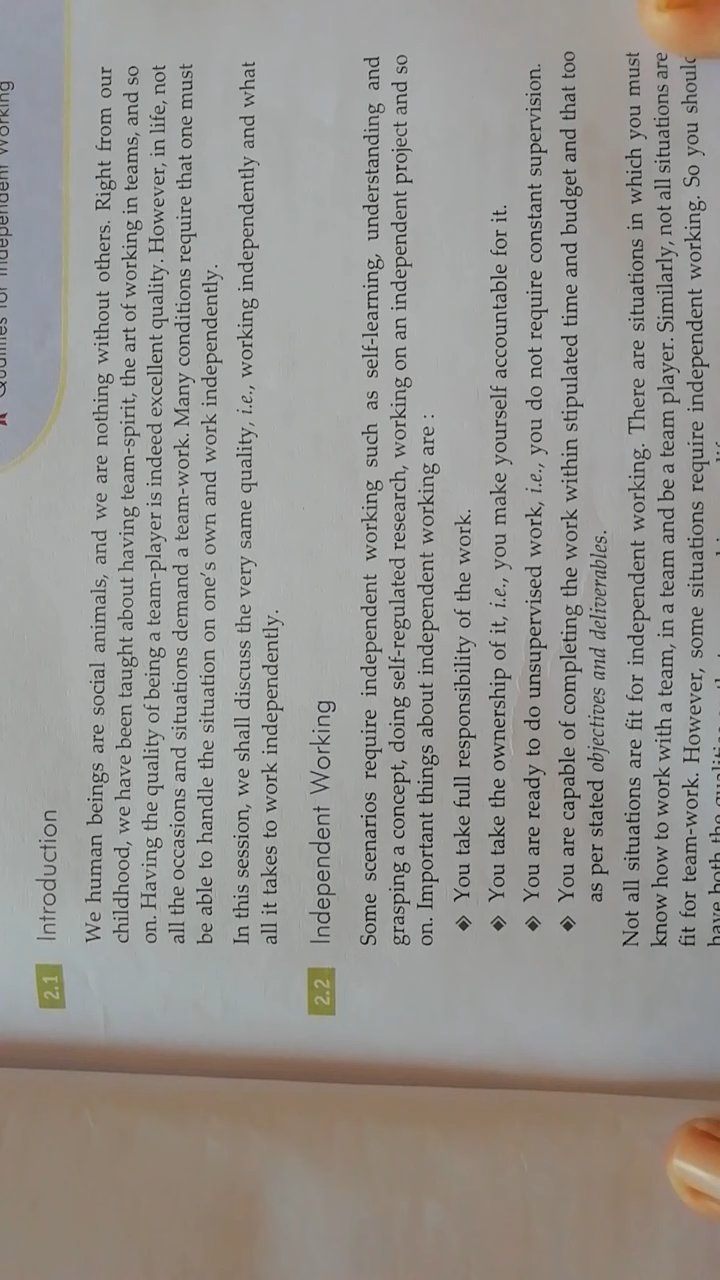 ★ Qualities for Independent Working
2.1 Introduction
We human beings are social animals, and we are nothing without others. Right from our
childhood, we have been taught about having team-spirit, the art of working in teams, and so
on. Having the quality of being a team-player is indeed excellent quality. However, in life, not
all the occasions and situations demand a team-work. Many conditions require that one must
be able to handle the situation on one's own and work independently.
In this session, we shall discuss the very same quality, i.e., working independently and what
all it takes to work independently.
2.2 Independent Working
Some scenarios require independent working such as self-learning, understanding and
grasping a concept, doing self-regulated research, working on an independent project and so
on. Important things about independent working are :
◆ You take full responsibility of the work.
◆ You take the ownership of it, i.e., you make yourself accountable for it.
◆ You are ready to do unsupervised work, i.e., you do not require constant supervision.
◆ You are capable of completing the work within stipulated time and budget and that too
as per stated objectives and deliverables.
Not all situations are fit for independent working. There are situations in which you must
know how to work with a team, in a team and be a team player. Similarly, not all situations are
fit for team-work. However, some situations require independent working. So you should
have both the qualities